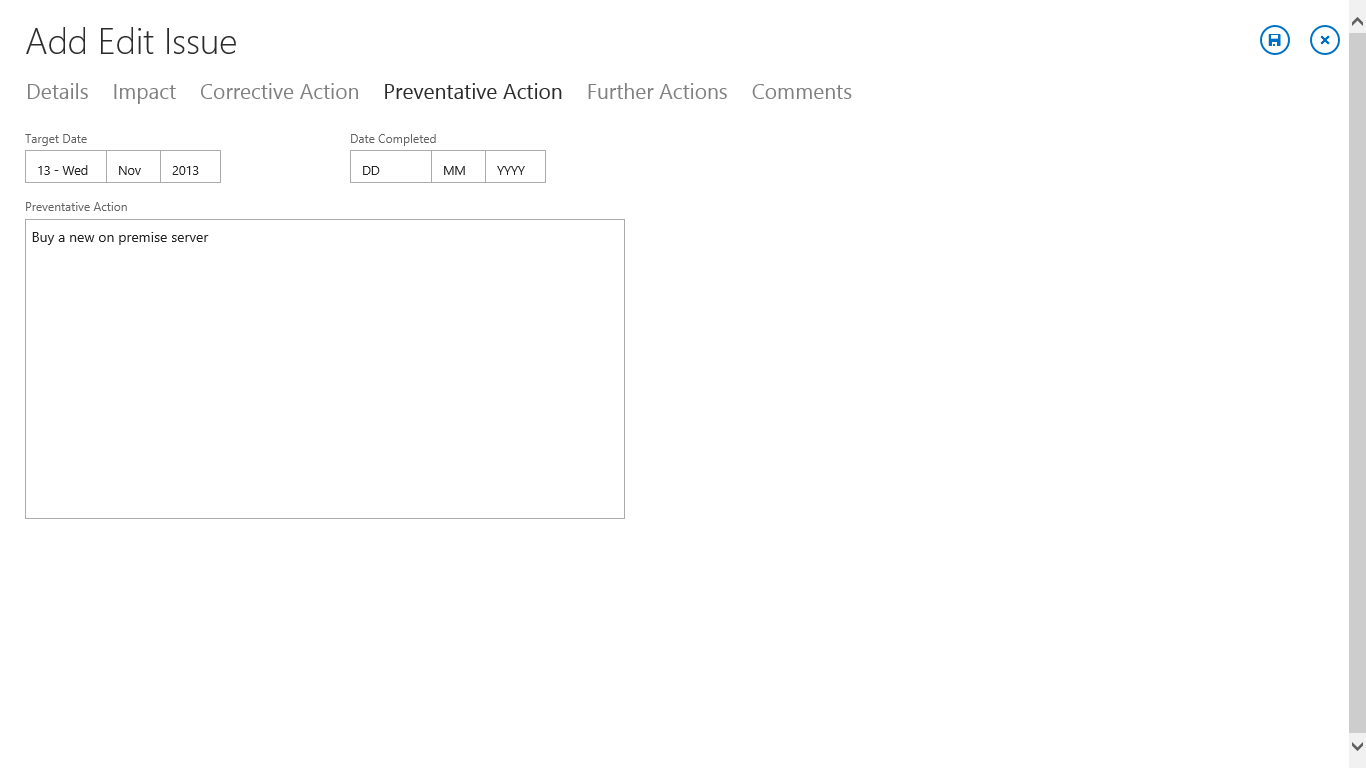 Add Edit Issue
Details Impact Corrective Action Preventative Action Further Actions Comments
Target Date Date Completed
13 - Wed Nov 2013 DD MM YYYY
Preventative Action
Buy a new on premise server